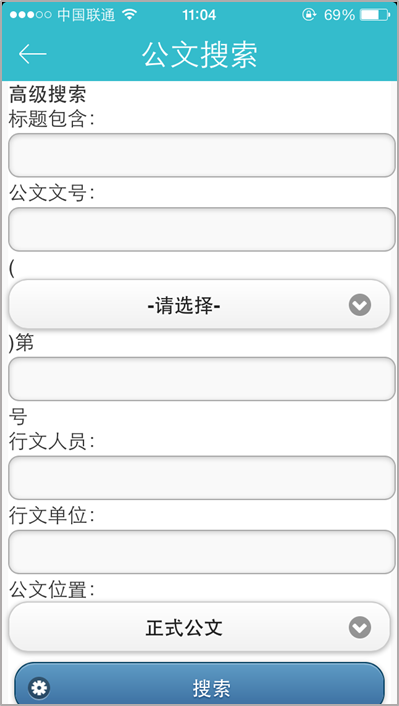 中国联通 11:04 69%
公文搜索
高级搜索
标题包含：
公文文号：
(
-请选择-
)第
号
行文人员：
行文单位：
公文位置：
正式公文
搜索